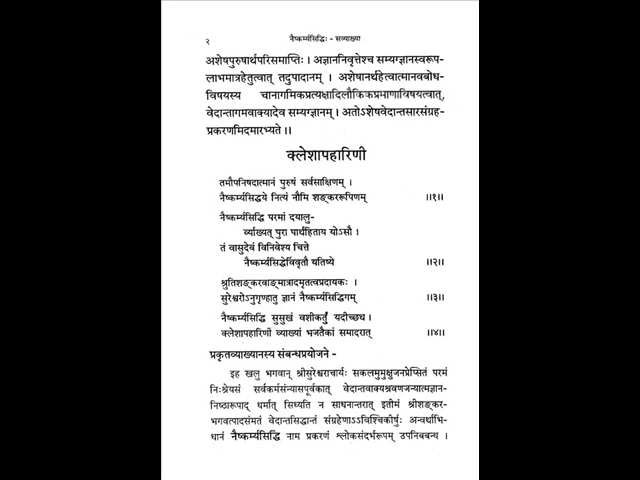 २
नैष्कर्म्यसिद्धिः - सव्याख्या
अशेषपुरुषार्थपरिसमाप्तिः । अज्ञाननिवृत्तेश्च सम्यग्ज्ञानस्वरूप-
लाभमात्रहेतुत्वात् तदुपादानम् । अशेषानर्थहेत्वात्मानवबोध-
विषयस्य चानागमिकप्रत्यक्षादिलौकिकप्रमाणाविषयत्वात्,
वेदान्तागमवाक्यादेव सम्यग्ज्ञानम् । अतोऽशेषवेदान्तसारसंग्रह-
प्रकरणमिदमारभ्यते ।।
क्लेशापहारिणी
तमौपनिषदात्मानं पुरुषं सर्वसाक्षिणम् ।
नैष्कर्म्यसिद्धये नित्यं नौमि शङ्कररूपिणम् ॥१॥
नैष्कर्म्यसिद्धि परमां दयालु-
र्व्याख्यत् पुरा पार्थहिताय योऽसौ ।
तं वासुदेवं विनिवेश्य चित्ते
नैष्कर्म्यसिद्धेर्विवृतौ यतिष्ये ॥२॥
श्रुतिशङ्करवाङ्मात्रादमृतत्वप्रदायकः ।
सुरेश्वरोऽनुगृण्हातु ज्ञानं नैष्कर्म्यसिद्धिगम् ॥३॥
नैष्कर्म्यसिद्धि सुसुखं वशीकर्तुं यदीच्छथ ।
क्लेशापहारिणीं व्याख्यां भजतैकां समादरात् ॥४॥
प्रकृतव्याख्यानस्य संबन्धप्रयोजने -
इह खलु भगवान् श्रीसुरेश्वराचार्यः सकलमुमुक्षुजनप्रेप्सितं परमं
निःश्रेयसं सर्वकर्मसंन्यासपूर्वकात् वेदान्तवाक्यश्रवणजन्यात्मज्ञान-
निष्ठारूपाद् धर्मात् सिध्यति न साधनान्तरात् इतीमं श्रीशङ्कर-
भगवत्पादसंमतं वेदान्तसिद्धान्तं संग्रहेणाऽऽविश्चिकीर्षुः अन्वर्थाभि-
धानं नैष्कर्म्यसिद्धिं नाम प्रकरणं श्लोकसंदर्भरूपम् उपनिबबन्ध ।